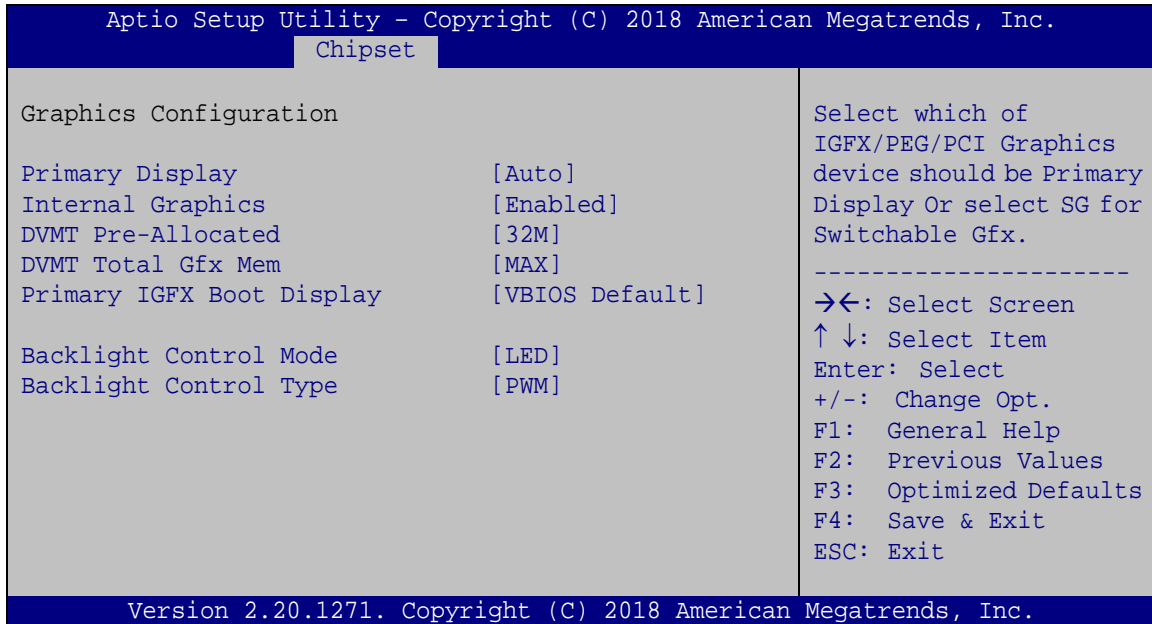 Aptio Setup Utility – Copyright (C) 2018 American Megatrends, Inc.
Chipset
Graphics Configuration
Primary Display [Auto]
Internal Graphics [Enabled]
DVMT Pre-Allocated [32M]
DVMT Total Gfx Mem [MAX]
Primary IGFX Boot Display [VBIOS Default]
Backlight Control Mode [LED]
Backlight Control Type [PWM]
Select which of
IGFX/PEG/PCI Graphics
device should be Primary
Display Or select SG for
Switchable Gfx.
----------------------
→←: Select Screen
↑ ↓: Select Item
Enter: Select
+/-: Change Opt.
F1: General Help
F2: Previous Values
F3: Optimized Defaults
F4: Save & Exit
ESC: Exit
Version 2.20.1271. Copyright (C) 2018 American Megatrends, Inc.